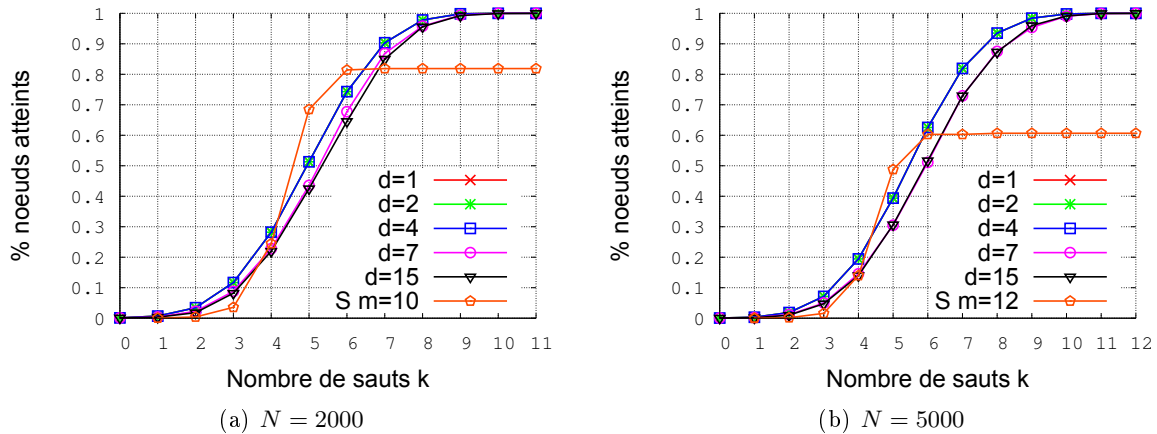 1
0.9
0.8
0.7
0.6
0.5
0.4
0.3
0.2
0.1
0
% noeuds atteints
d=1
d=2
d=4
d=7
d=15
S m=10
0 1 2 3 4 5 6 7 8 9 10 11
Nombre de sauts k
(a) N = 2000
1
0.9
0.8
0.7
0.6
0.5
0.4
0.3
0.2
0.1
0
% noeuds atteints
d=1
d=2
d=4
d=7
d=15
S m=12
0 1 2 3 4 5 6 7 8 9 10 11 12
Nombre de sauts k
(b) N = 5000